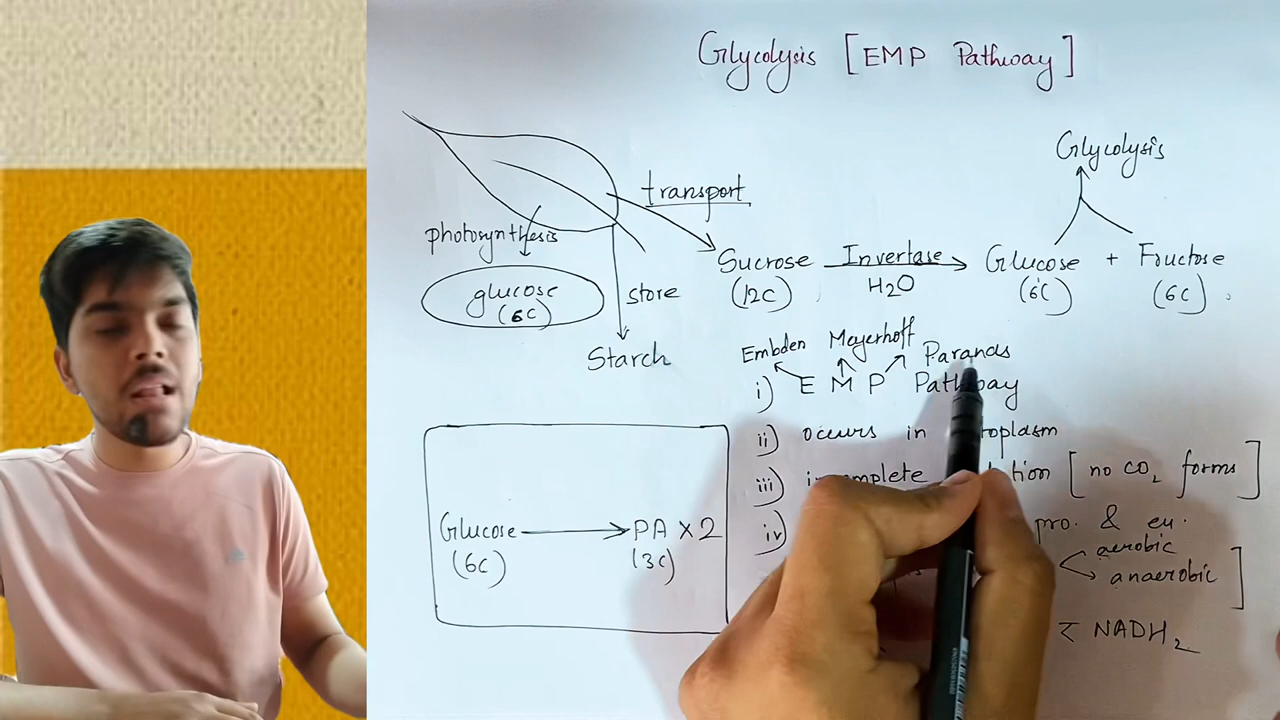 Glycolysis [EMP Pathway]
Glycolysis
transport
photosynthesis
glucose
(6C)
store
Starch
Sucrose
(12C)
Invertase
H2O
Glucose + Fructose
(6C) (6C)
Embden Meyerhoff Paranas
i) E M P Pathway
ii) occurs in
iii) [no CO2 forms]
iv) pro. & eu.
aerobic
anaerobic
NADH2
Glucose PA X 2
(6C) (3C)